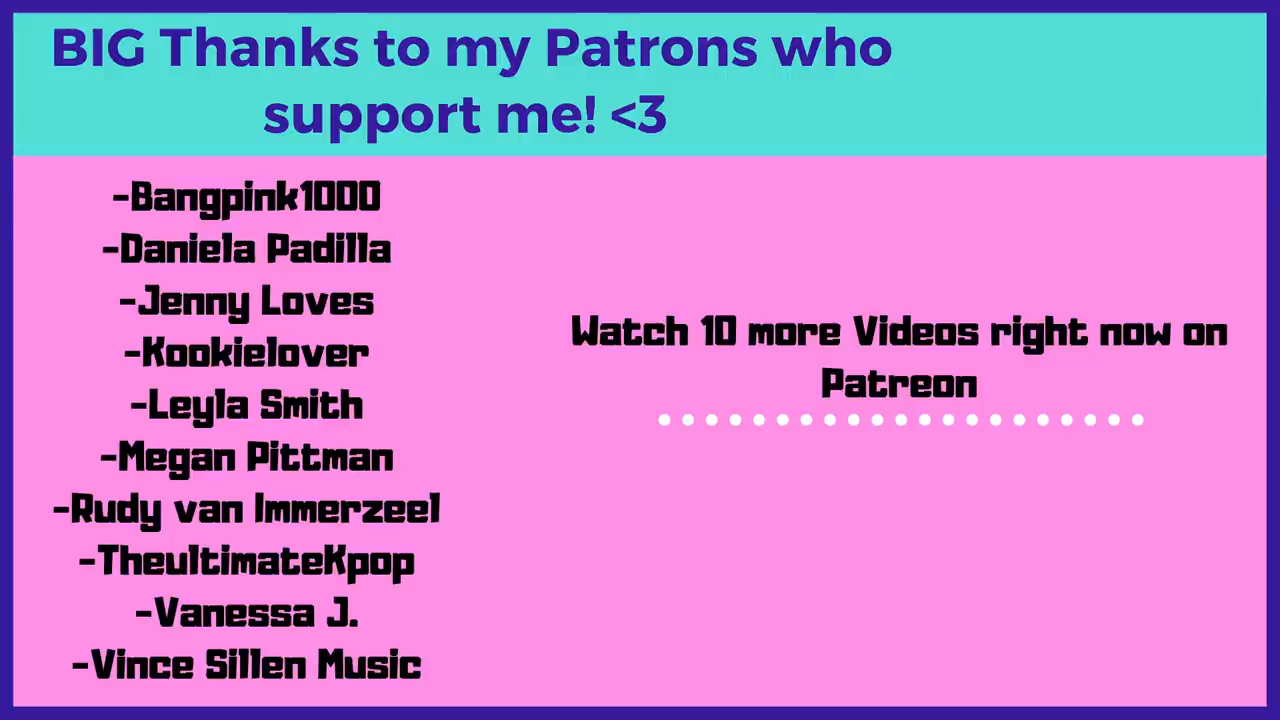 BIG Thanks to my Patrons who
support me! <3
-Bangpink1000
-Daniela Padilla
-Jenny Loves
-Kookielover
-Leyla Smith
-Megan Pittman
-Rudy van Immerzeel
-TheultimateKpop
-Vanessa J.
-Vince Sillen Music
Watch 10 more Videos right now on
Patreon